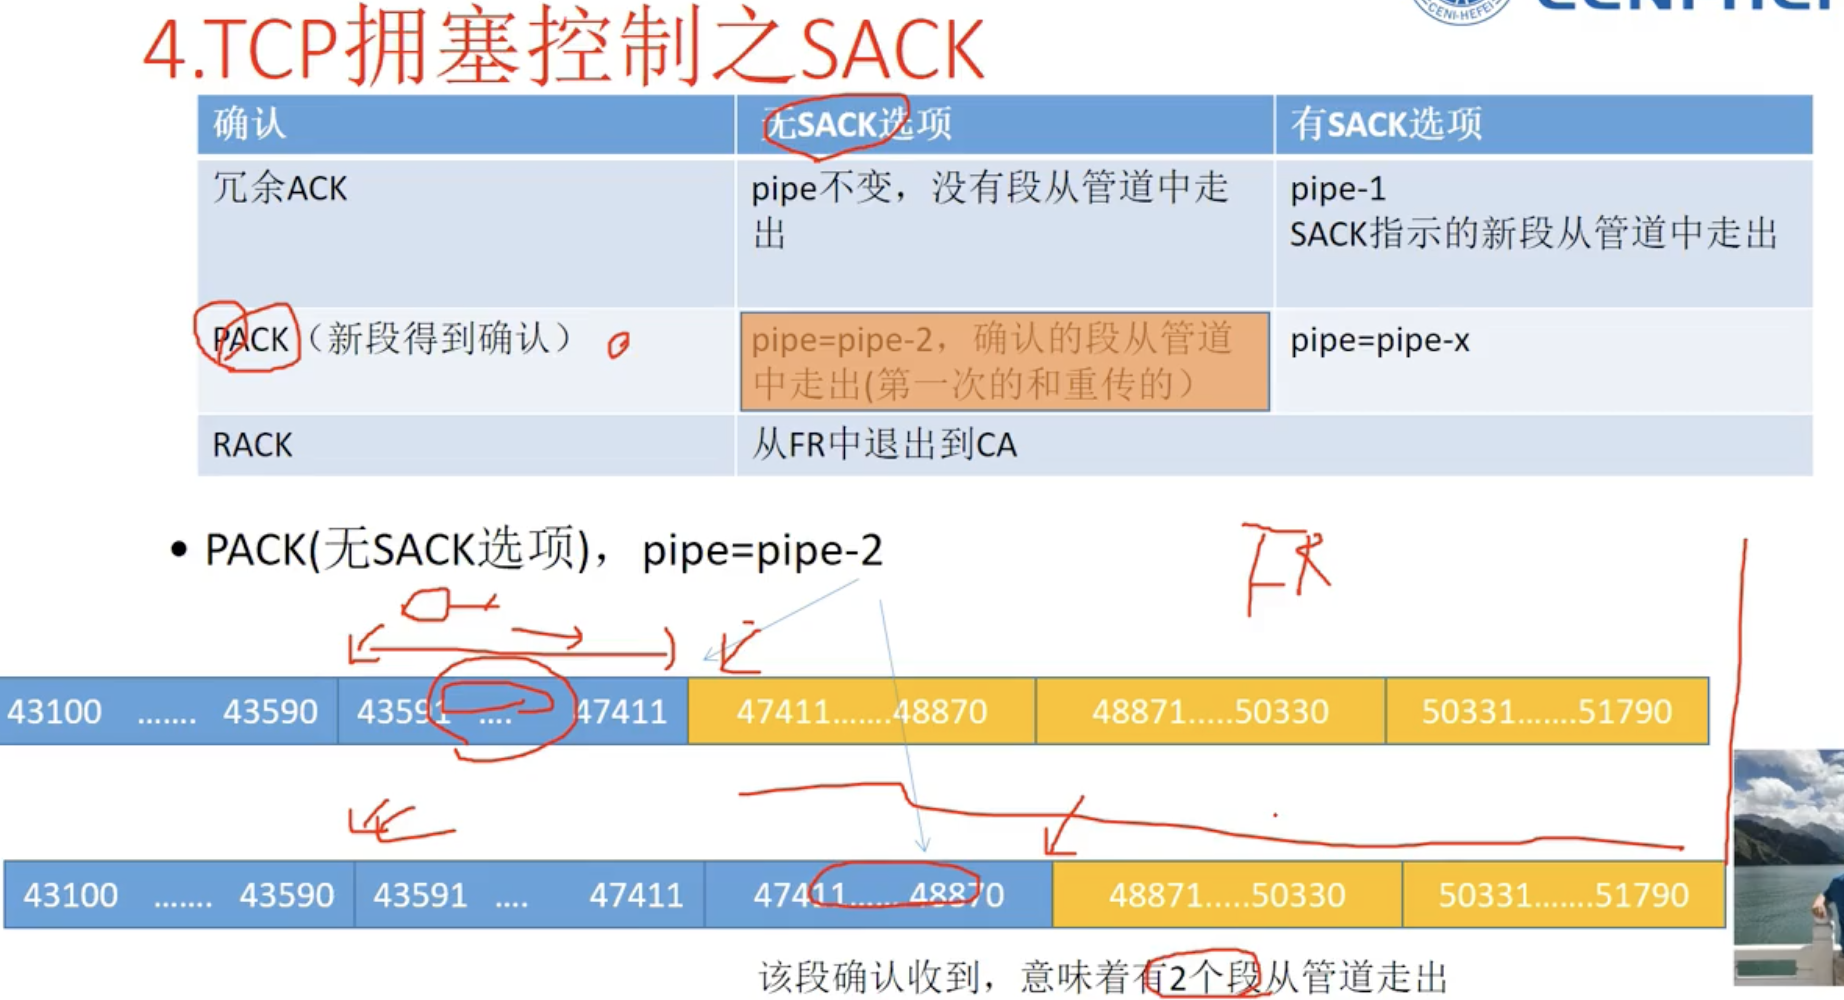 CENI-HEFEI
4.TCP拥塞控制之SACK
确认
无SACK选项
有SACK选项
冗余ACK
pipe不变，没有段从管道中走
出
pipe-1
SACK指示的新段从管道中走出
PACK（新段得到确认）
pipe=pipe-2，确认的段从管道
中走出(第一次的和重传的）
pipe=pipe-x
RACK
从FR中退出到CA
• PACK(无SACK选项)，pipe=pipe-2
FR
43100 ……. 43590 43591 …. 47411 47411…….48870 48871.....50330 50331…….51790
43100 ……. 43590 43591 …. 47411 47411…….48870 48871.....50330 50331…….51790
该段确认收到，意味着有2个段从管道走出